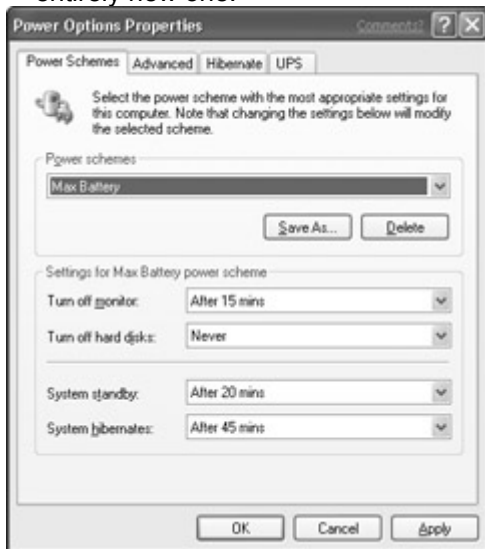 entirely new one.
Power Options Properties Comments?
Power Schemes Advanced Hibernate UPS
Select the power scheme with the most appropriate settings for
this computer. Note that changing the settings below will modify
the selected scheme.
Power schemes
Max Battery
Save As... Delete
Settings for Max Battery power scheme
Turn off monitor: After 15 mins
Turn off hard disks: Never
System standby: After 20 mins
System hibernates: After 45 mins
OK Cancel Apply